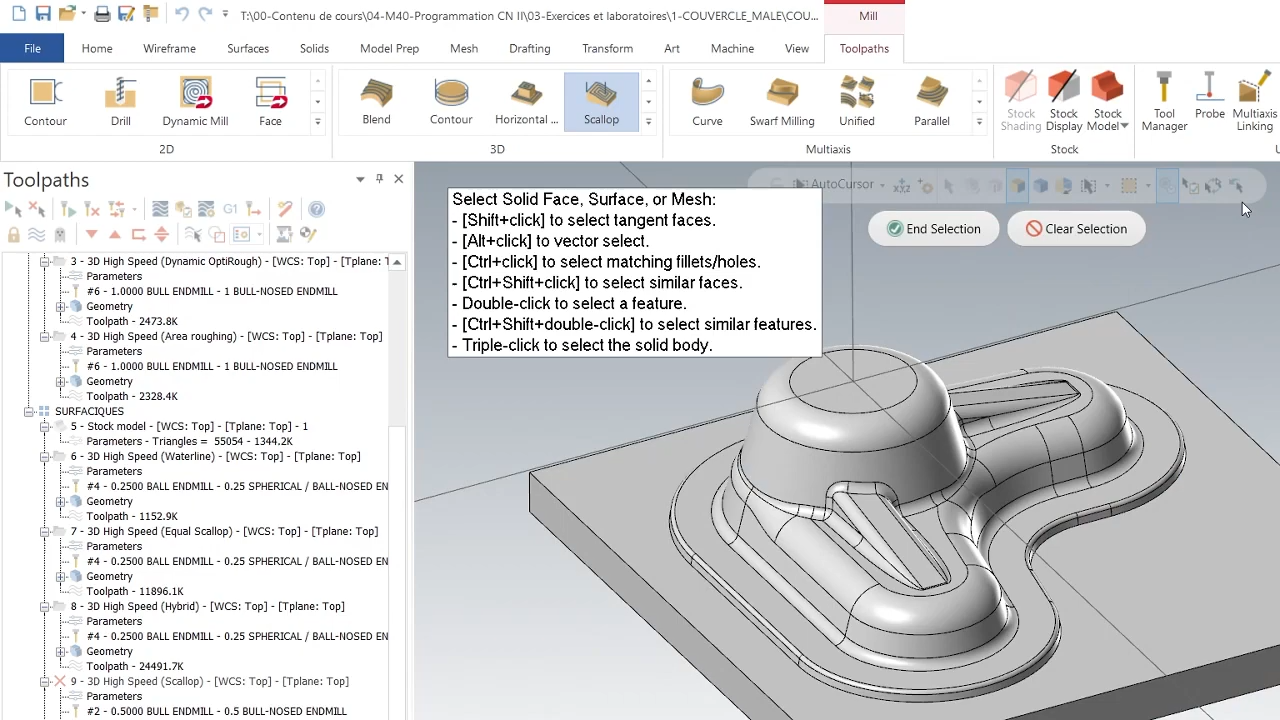 T:\00-Contenu de cours\04-M40-Programmation CN II\03-Exercices et laboratoires\1-COUVERCLE_MALE\COU...
Mill
File Home Wireframe Surfaces Solids Model Prep Mesh Drafting Transform Art Machine View Toolpaths
Contour Drill Dynamic Mill Face Blend Contour Horizontal ... Scallop Curve Swarf Milling Unified Parallel
Stock Shading Stock Display Stock Model Tool Manager Probe Multiaxis Linking
2D 3D Multiaxis Stock
Toolpaths
AutoCursor
G1
Select Solid Face, Surface, or Mesh:
- [Shift+click] to select tangent faces.
- [Alt+click] to vector select.
- [Ctrl+click] to select matching fillets/holes.
- [Ctrl+Shift+click] to select similar faces.
- Double-click to select a feature.
- [Ctrl+Shift+double-click] to select similar features.
- Triple-click to select the solid body.
End Selection Clear Selection
3 - 3D High Speed (Dynamic OptiRough) - [WCS: Top] - [Tplane:
Parameters
#6 - 1.0000 BULL ENDMILL - 1 BULL-NOSED ENDMILL
Geometry
Toolpath - 2473.8K
4 - 3D High Speed (Area roughing) - [WCS: Top] - [Tplane: Top]
Parameters
#6 - 1.0000 BULL ENDMILL - 1 BULL-NOSED ENDMILL
Geometry
Toolpath - 2328.4K
SURFACIQUES
5 - Stock model - [WCS: Top] - [Tplane: Top] - 1
Parameters - Triangles = 55054 - 1344.2K
6 - 3D High Speed (Waterline) - [WCS: Top] - [Tplane: Top]
Parameters
#4 - 0.2500 BALL ENDMILL - 0.25 SPHERICAL / BALL-NOSED EN
Geometry
Toolpath - 1152.9K
7 - 3D High Speed (Equal Scallop) - [WCS: Top] - [Tplane: Top]
Parameters
#4 - 0.2500 BALL ENDMILL - 0.25 SPHERICAL / BALL-NOSED EN
Geometry
Toolpath - 11896.1K
8 - 3D High Speed (Hybrid) - [WCS: Top] - [Tplane: Top]
Parameters
#4 - 0.2500 BALL ENDMILL - 0.25 SPHERICAL / BALL-NOSED EN
Geometry
Toolpath - 24491.7K
9 - 3D High Speed (Scallop) - [WCS: Top] - [Tplane: Top]
Parameters
#2 - 0.5000 BULL ENDMILL - 0.5 BULL-NOSED ENDMILL